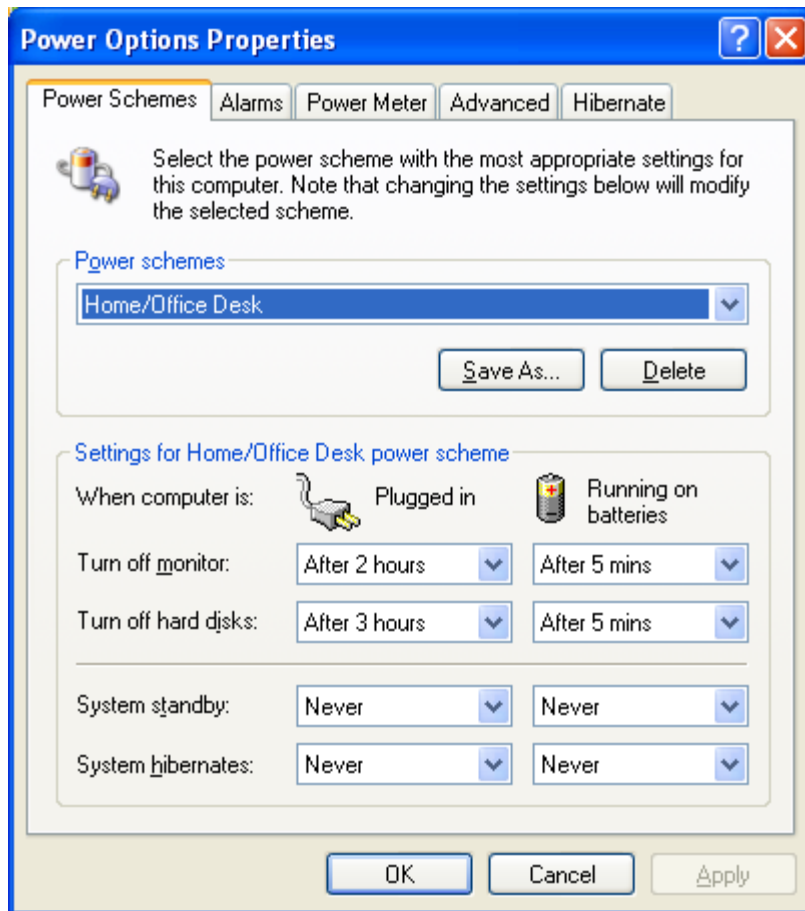 Power Options Properties
Power Schemes Alarms Power Meter Advanced Hibernate
Select the power scheme with the most appropriate settings for
this computer. Note that changing the settings below will modify
the selected scheme.
Power schemes
Home/Office Desk
Save As... Delete
Settings for Home/Office Desk power scheme
When computer is: Plugged in Running on
batteries
Turn off monitor: After 2 hours After 5 mins
Turn off hard disks: After 3 hours After 5 mins
System standby: Never Never
System hibernates: Never Never
OK Cancel Apply